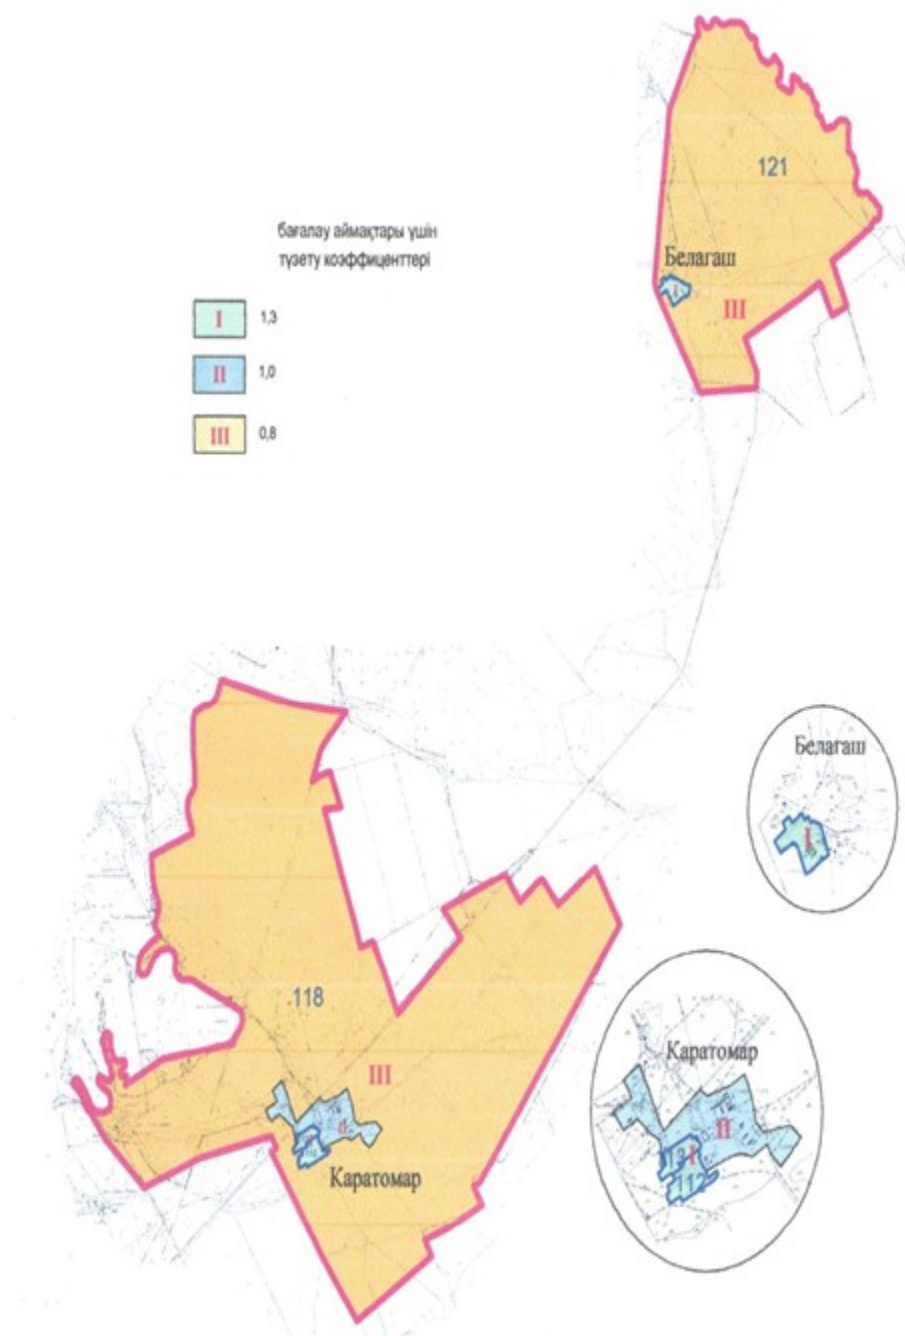 121
бағалау аймақтары үшін
түзету коэффиценттері
Белагаш
I
III
I 1,3
II 1,0
III 0,8
Белагаш
I
118
III
II
Каратомар
Каратомар
II
I
112